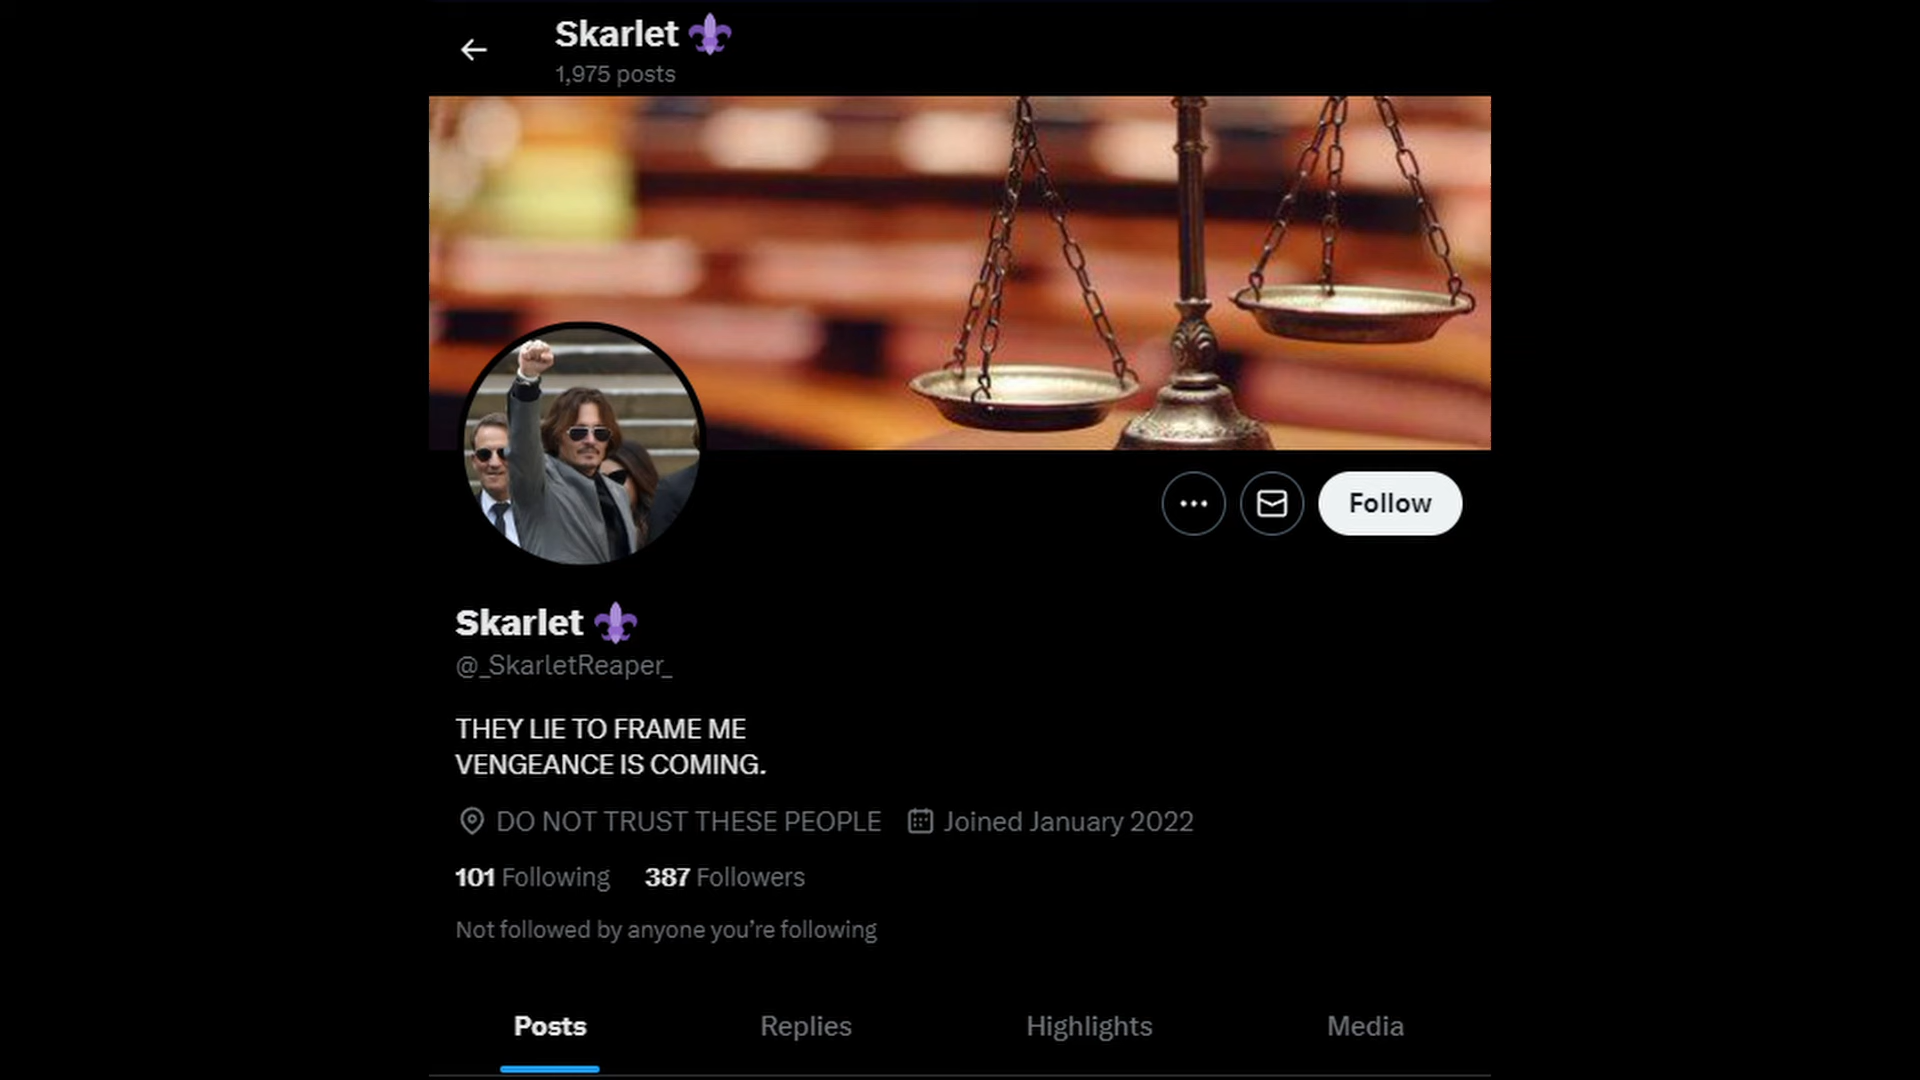 Skarlet ⚜
1,975 posts
Follow
Skarlet ⚜
@_SkarletReaper_
THEY LIE TO FRAME ME
VENGEANCE IS COMING.
DO NOT TRUST THESE PEOPLE Joined January 2022
101 Following 387 Followers
Not followed by anyone you’re following
Posts Replies Highlights Media